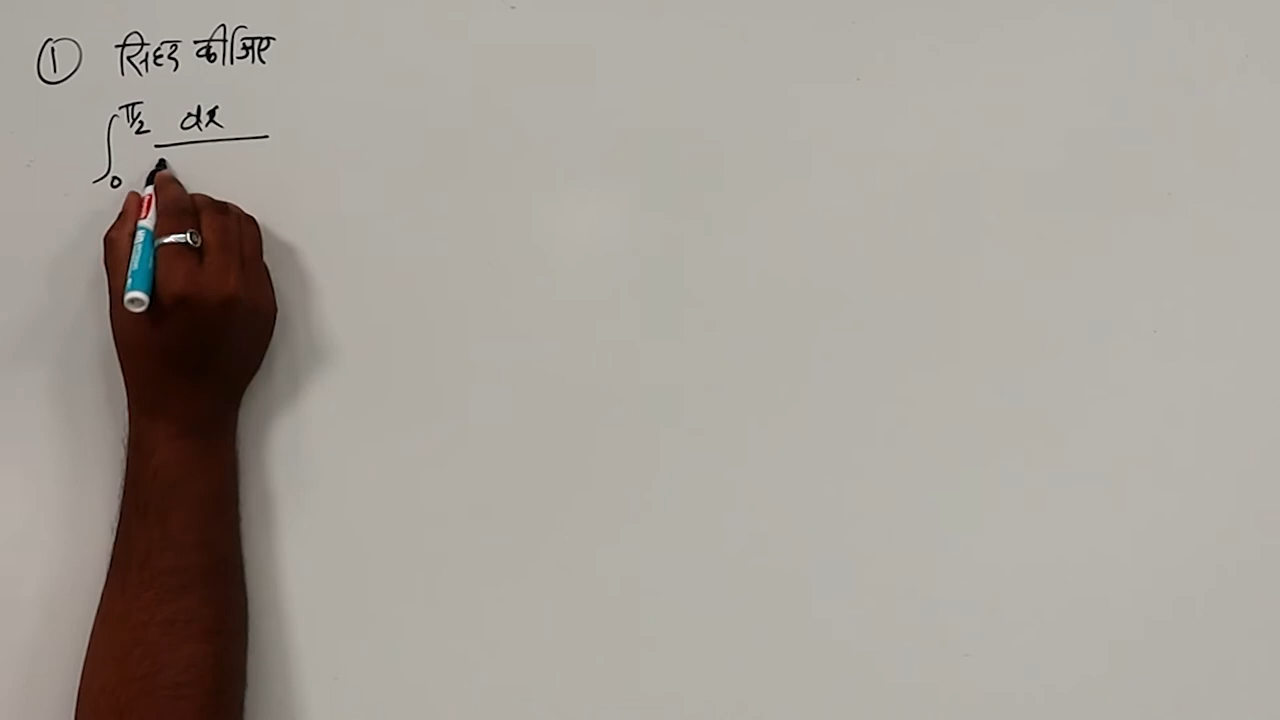 ① सिद्ध कीजिए
∫₀^{π/2} dx